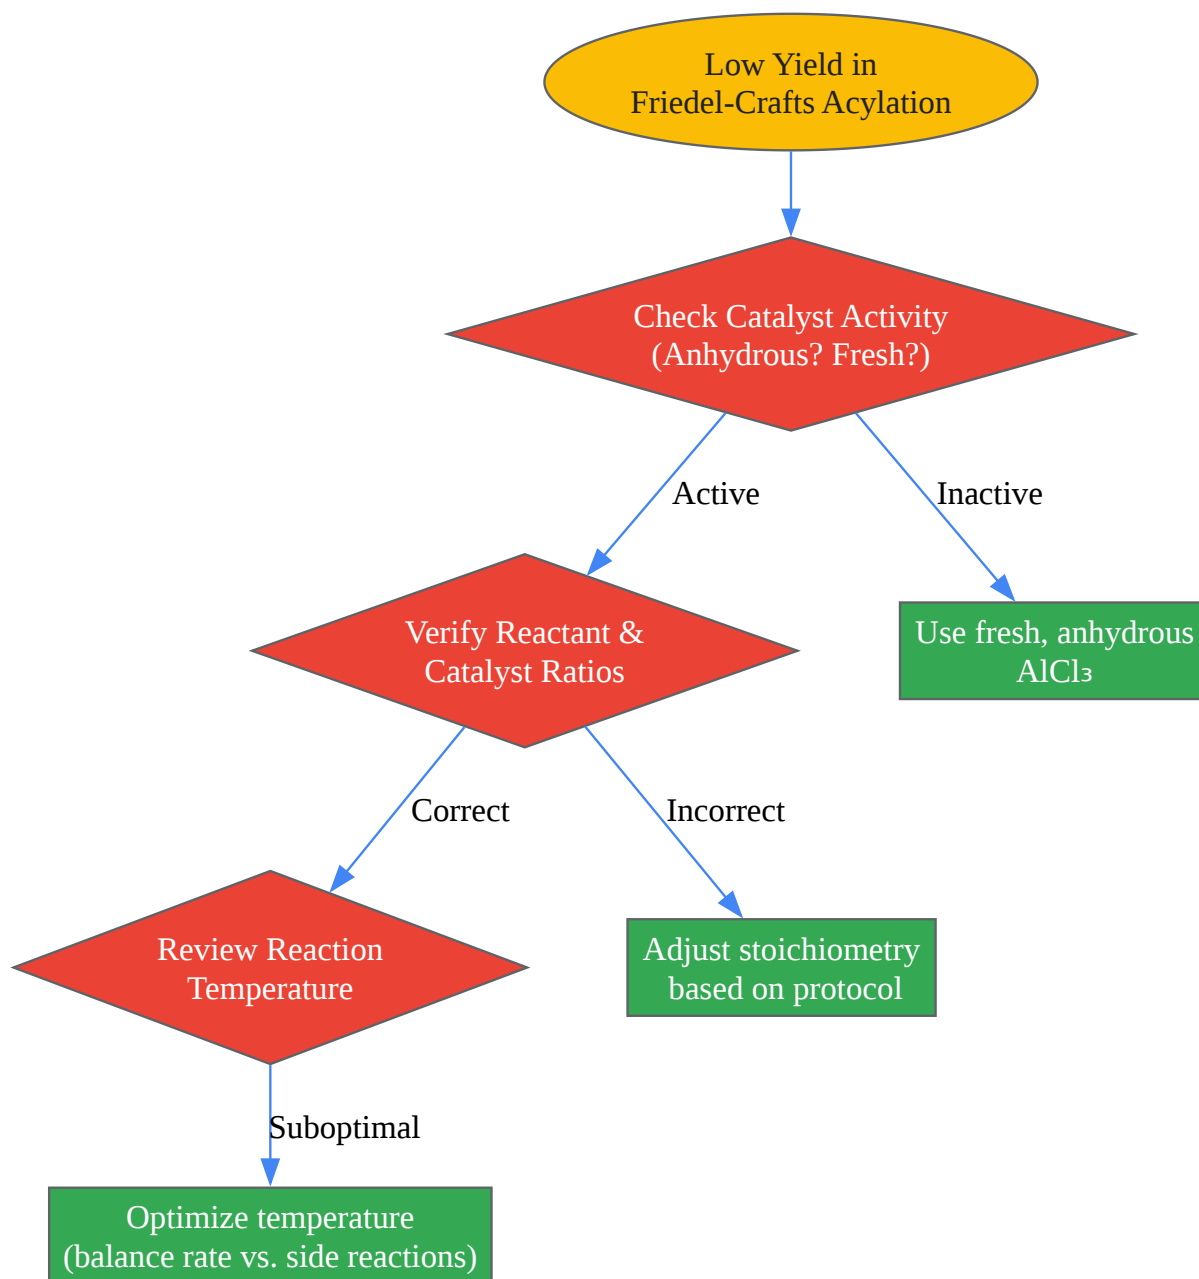 Low Yield in
Friedel-Crafts Acylation
Check Catalyst Activity
(Anhydrous? Fresh?)
Active
Inactive
Verify Reactant &
Catalyst Ratios
Use fresh, anhydrous
AlCl₃
Correct
Incorrect
Review Reaction
Temperature
Adjust stoichiometry
based on protocol
Suboptimal
Optimize temperature
(balance rate vs. side reactions)